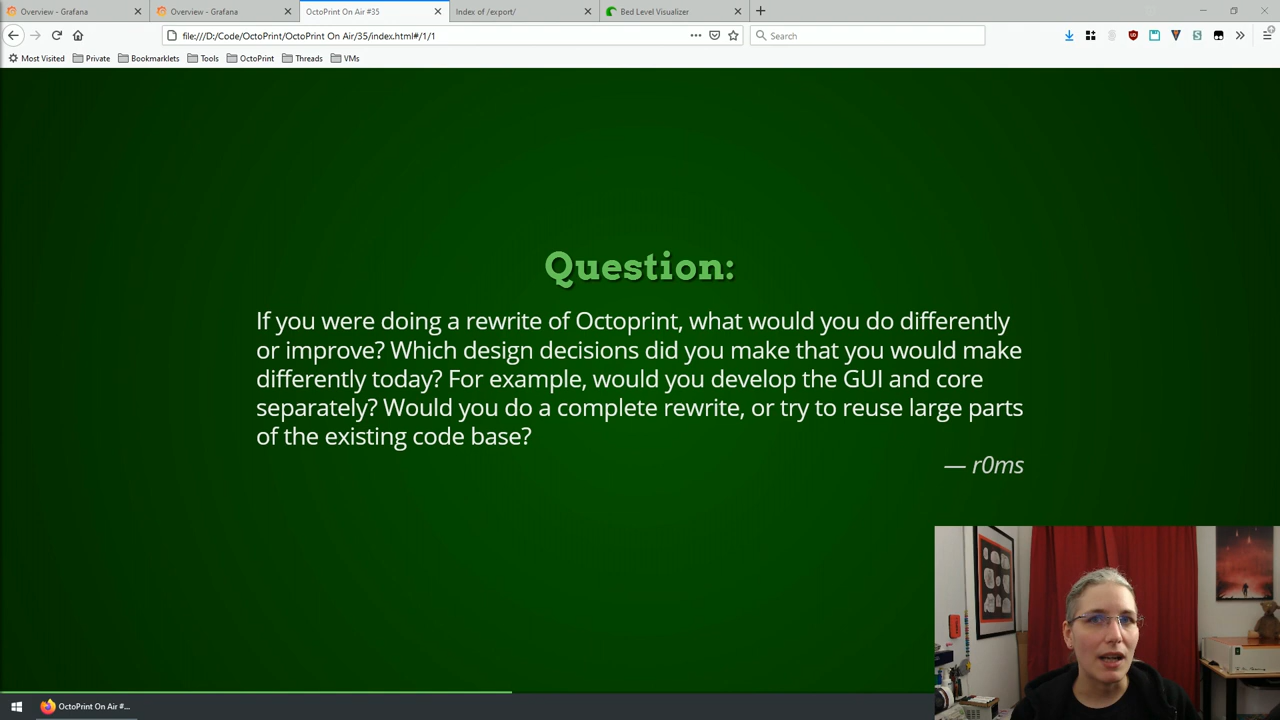 Overview - Grafana
Overview - Grafana
OctoPrint On Air #35
Index of /export/
Bed Level Visualizer
file:///D:/Code/OctoPrint/OctoPrint On Air/35/index.html#/1/1
Search
Most Visited
Private
Bookmarklets
Tools
OctoPrint
Threads
VMs
Question:
If you were doing a rewrite of Octoprint, what would you do differently
or improve? Which design decisions did you make that you would make
differently today? For example, would you develop the GUI and core
separately? Would you do a complete rewrite, or try to reuse large parts
of the existing code base?
— r0ms
OctoPrint On Air #...